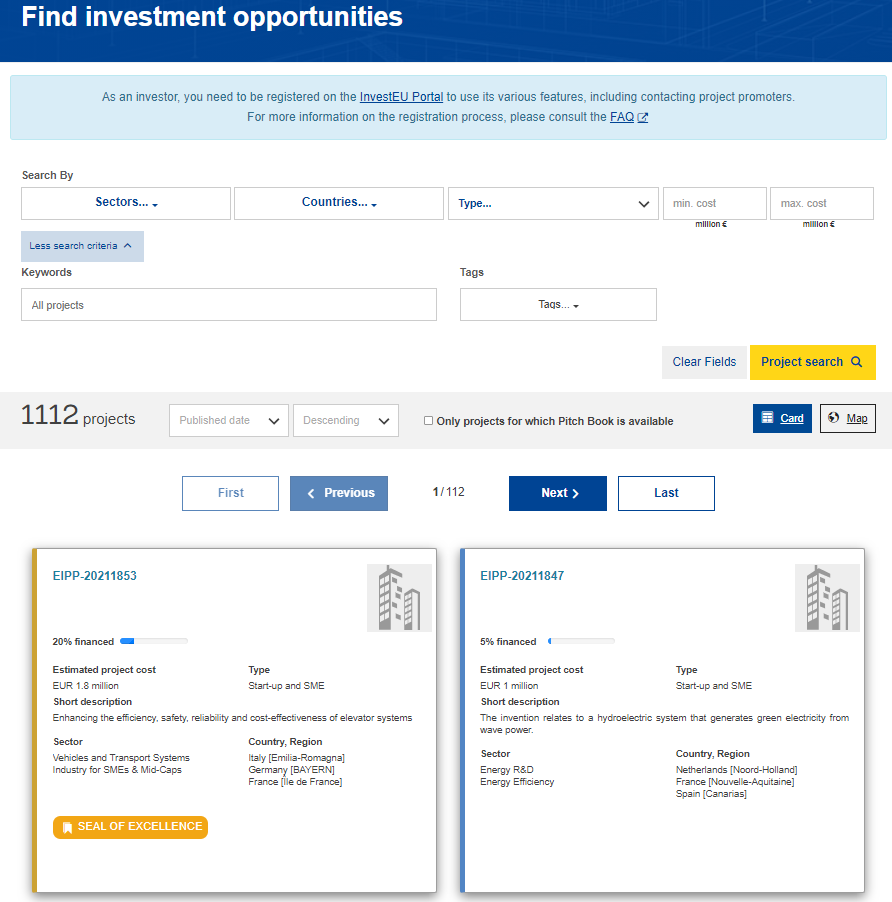 Find investment opportunities
As an investor, you need to be registered on the InvestEU Portal to use its various features, including contacting project promoters.
For more information on the registration process, please consult the FAQ
Search By
Sectors... Countries... Type... min. cost max. cost
million € million €
Less search criteria
Keywords Tags
All projects Tags...
Clear Fields Project search
1112 projects Published date Descending Only projects for which Pitch Book is available Card Map
First Previous 1/112 Next Last
EIPP-20211853
20% financed
Estimated project cost Type
EUR 1.8 million Start-up and SME
Short description
Enhancing the efficiency, safety, reliability and cost-effectiveness of elevator systems
Sector Country, Region
Vehicles and Transport Systems Italy [Emilia-Romagna]
Industry for SMEs & Mid-Caps Germany [BAYERN]
France [Ile de France]
SEAL OF EXCELLENCE
EIPP-20211847
5% financed
Estimated project cost Type
EUR 1 million Start-up and SME
Short description
The invention relates to a hydroelectric system that generates green electricity from
wave power.
Sector Country, Region
Energy R&D Netherlands [Noord-Holland]
Energy Efficiency France [Nouvelle-Aquitaine]
Spain [Canarias]